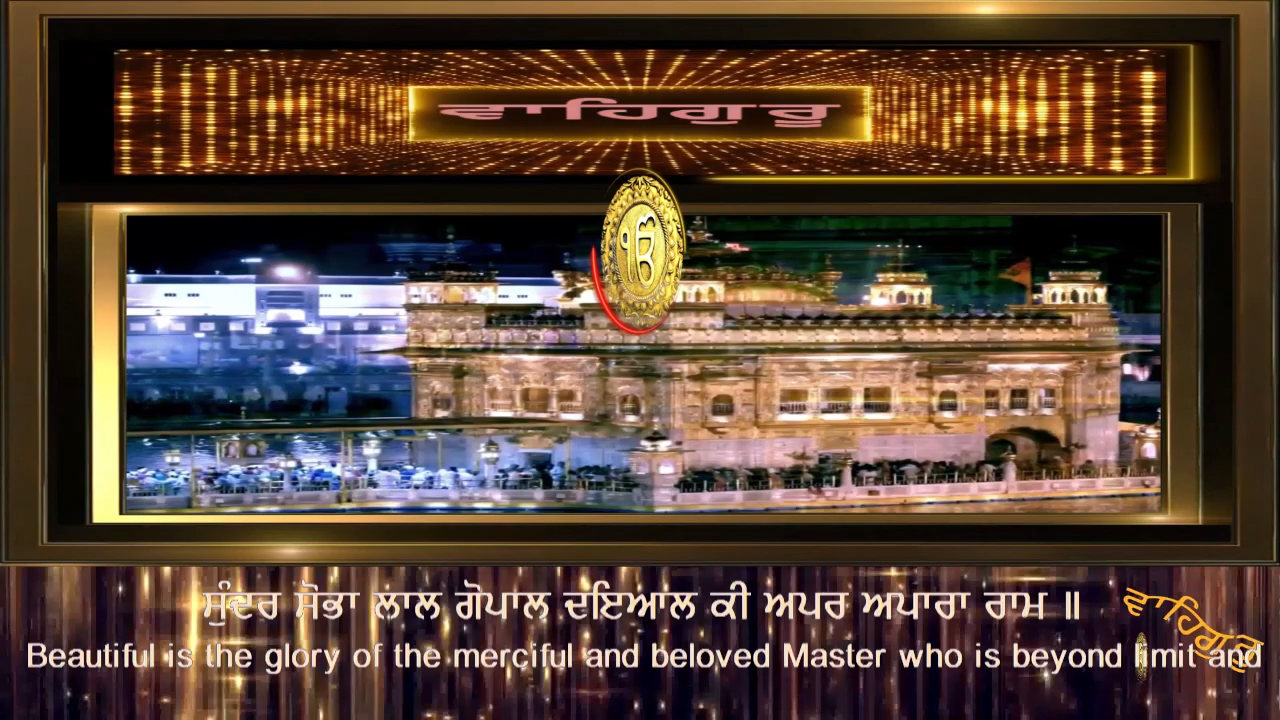 ਵਾਹਿਗੁਰੂ
ੴ
ਸੁੰਦਰ ਸੋਭਾ ਲਾਲ ਗੋਪਾਲ ਦਇਆਲ ਕੀ ਅਪਰ ਅਪਾਰਾ ਰਾਮ ॥
ਵਾਹਿਗੁਰੂ
Beautiful is the glory of the merciful and beloved Master who is beyond limit and